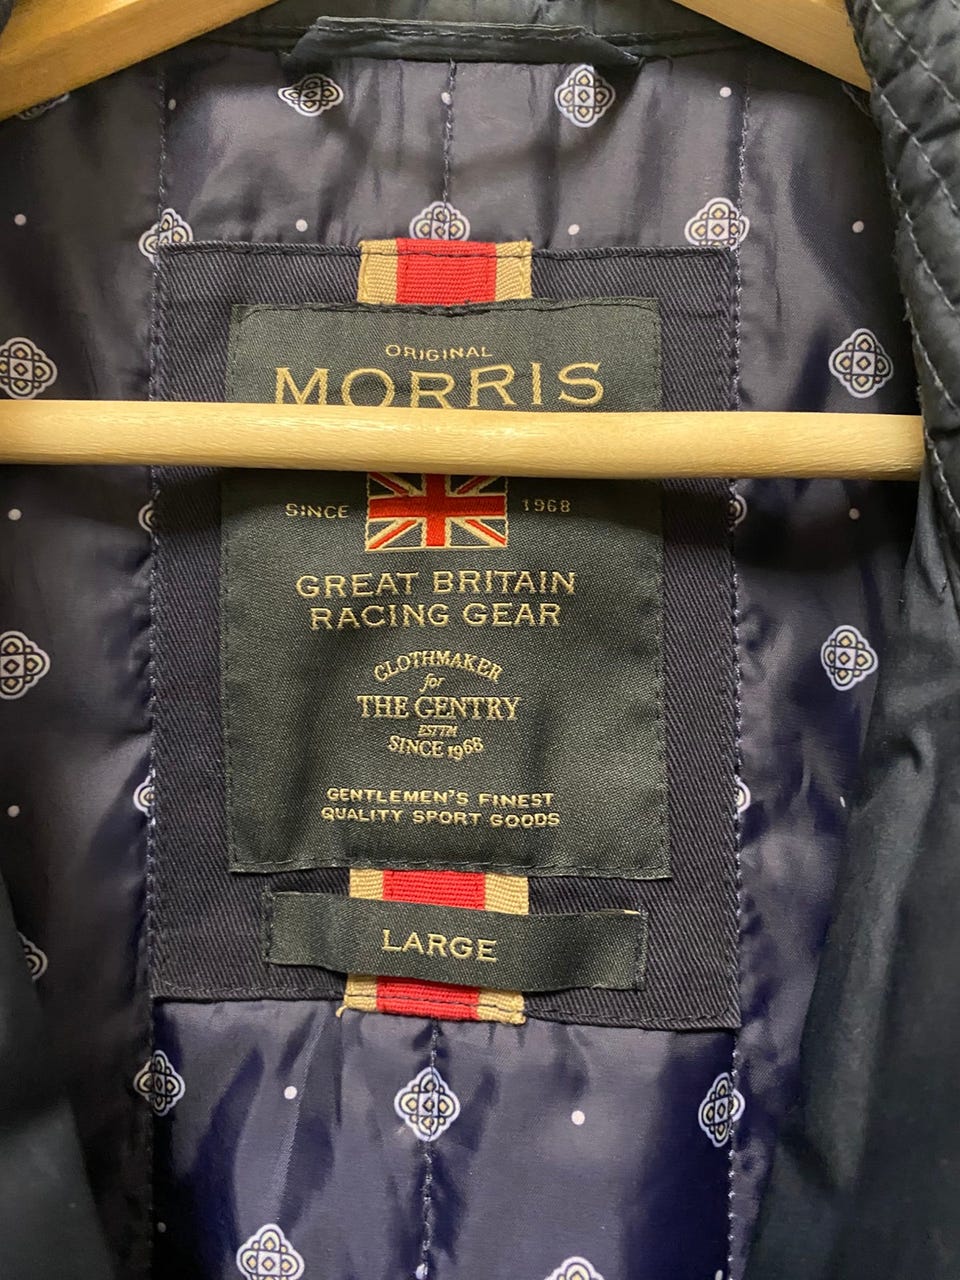 ORIGINAL
MORRIS
SINCE 1968
GREAT BRITAIN
RACING GEAR
CLOTHMAKER
for
THE GENTRY
ESTTM
SINCE 1968
GENTLEMEN'S FINEST
QUALITY SPORT GOODS
LARGE